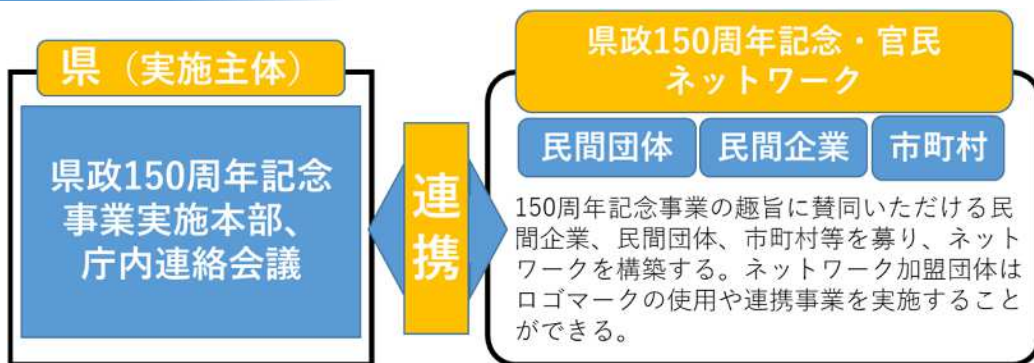 県（実施主体）
県政150周年記念
事業実施本部、
庁内連絡会議
連携
県政150周年記念・官民
ネットワーク
民間団体
民間企業
市町村
150周年記念事業の趣旨に賛同いただける民
間企業、民間団体、市町村等を募り、ネット
ワークを構築する。ネットワーク加盟団体は
ロゴマークの使用や連携事業を実施すること
ができる。